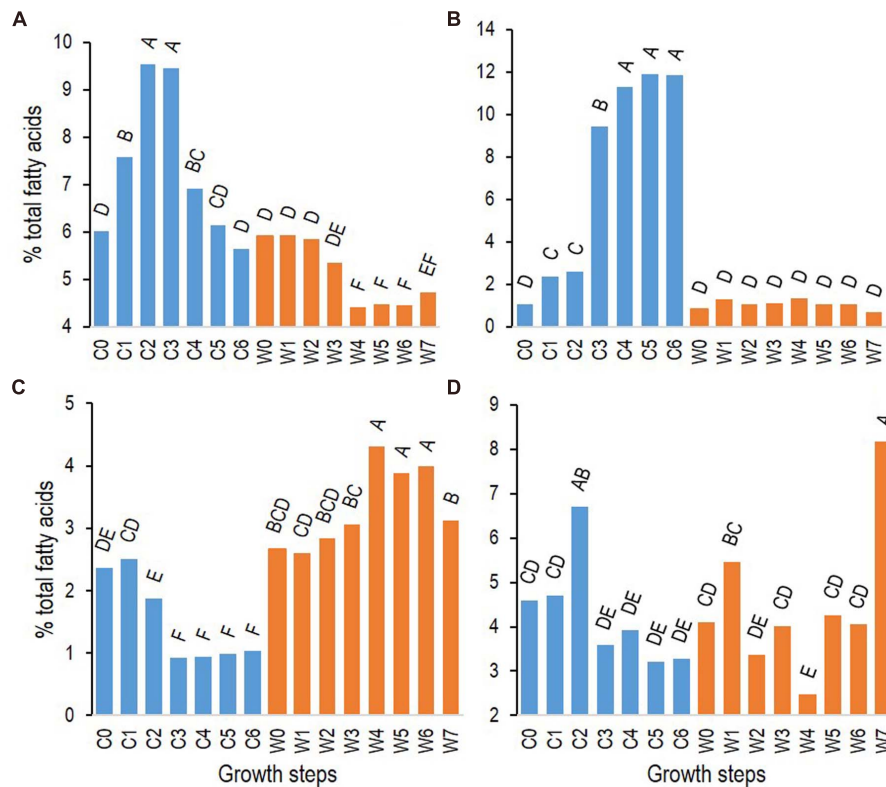 A
% total fatty acids
10
9
8
7
6
5
4
D B A A BC CD D D D D DE F F F EF
C0 C1 C2 C3 C4 C5 C6 W0 W1 W2 W3 W4 W5 W6 W7
B
14
12
10
8
6
4
2
0
D C C B A A A D D D D D D D D
C0 C1 C2 C3 C4 C5 C6 W0 W1 W2 W3 W4 W5 W6 W7
C
% total fatty acids
5
4
3
2
1
0
DE CD E F F F F BCD CD BCD BC A A A B
C0 C1 C2 C3 C4 C5 C6 W0 W1 W2 W3 W4 W5 W6 W7
Growth steps
D
9
8
7
6
5
4
3
2
CD CD AB DE DE DE DE CD BC DE CD E CD CD A
C0 C1 C2 C3 C4 C5 C6 W0 W1 W2 W3 W4 W5 W6 W7
Growth steps